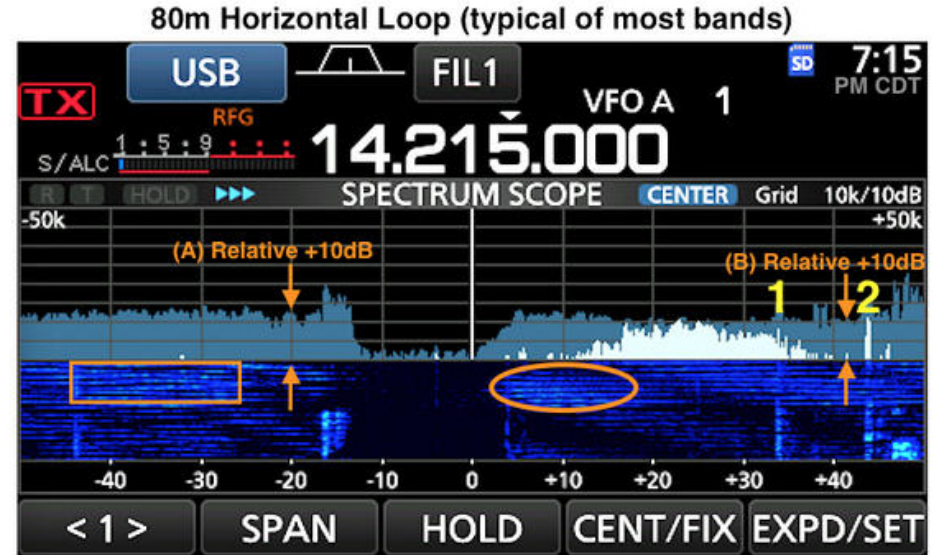 80m Horizontal Loop (typical of most bands)
USB FIL1 SD 7:15
TX PM CDT
RFG VFO A 1
S/ALC 1 : 5 : 9 14.215.000
R T HOLD SPECTRUM SCOPE CENTER Grid 10k/10dB
-50k +50k
(A) Relative +10dB
(B) Relative +10dB
1 2
-40 -30 -20 -10 0 +10 +20 +30 +40
< 1 > SPAN HOLD CENT/FIX EXPD/SET